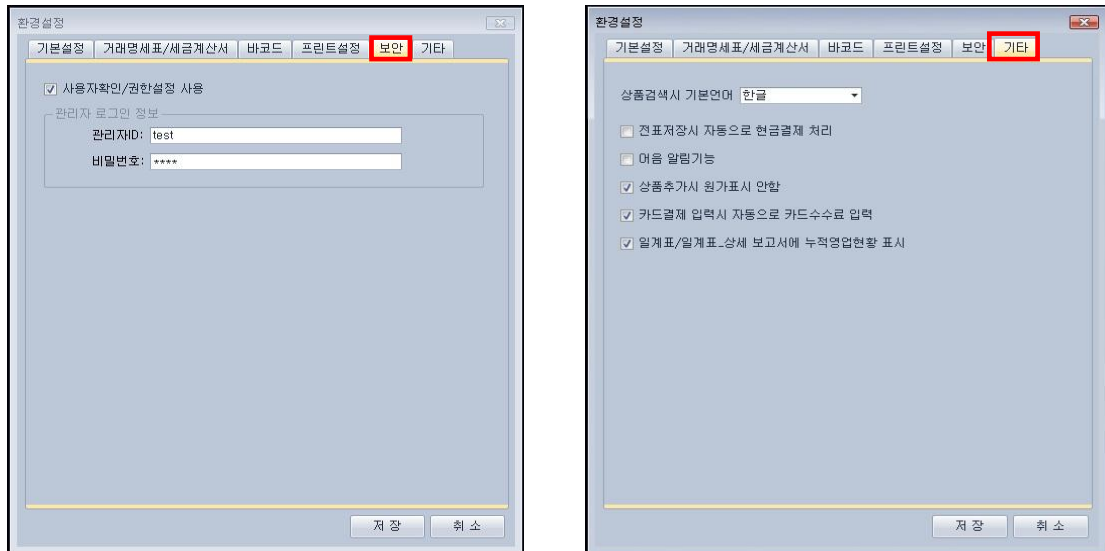 환경설정
기본설정 거래명세표/세금계산서 바코드 프린트설정 보안 기타
사용자확인/권한설정 사용
관리자 로그인 정보
관리자ID: test
비밀번호: ****
저 장 취 소
환경설정
기본설정 거래명세표/세금계산서 바코드 프린트설정 보안 기타
상품검색시 기본언어 한글
전표저장시 자동으로 현금결제 처리
어음 알림기능
상품추가시 원가표시 안함
카드결제 입력시 자동으로 카드수수료 입력
일계표/일계표_상세 보고서에 누적영업현황 표시
저 장 취 소